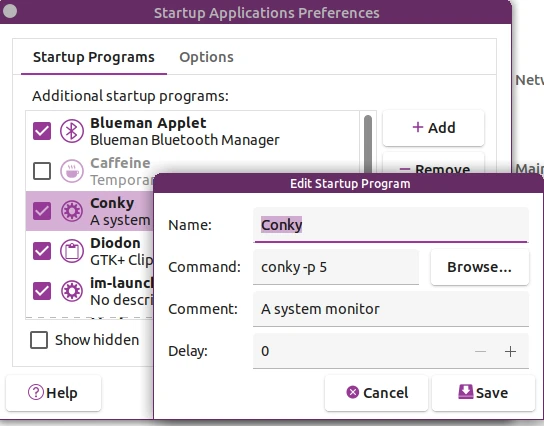 Startup Applications Preferences
Startup Programs Options
Additional startup programs:
Blueman Applet
Blueman Bluetooth Manager
Add
Caffeine
Remove
Edit Startup Program
Conky
A system
Diodon
GTK+ Clip
im-launch
No descri
Show hidden
Help
Name: Conky
Command: conky -p 5 Browse...
Comment: A system monitor
Delay: 0
Cancel Save